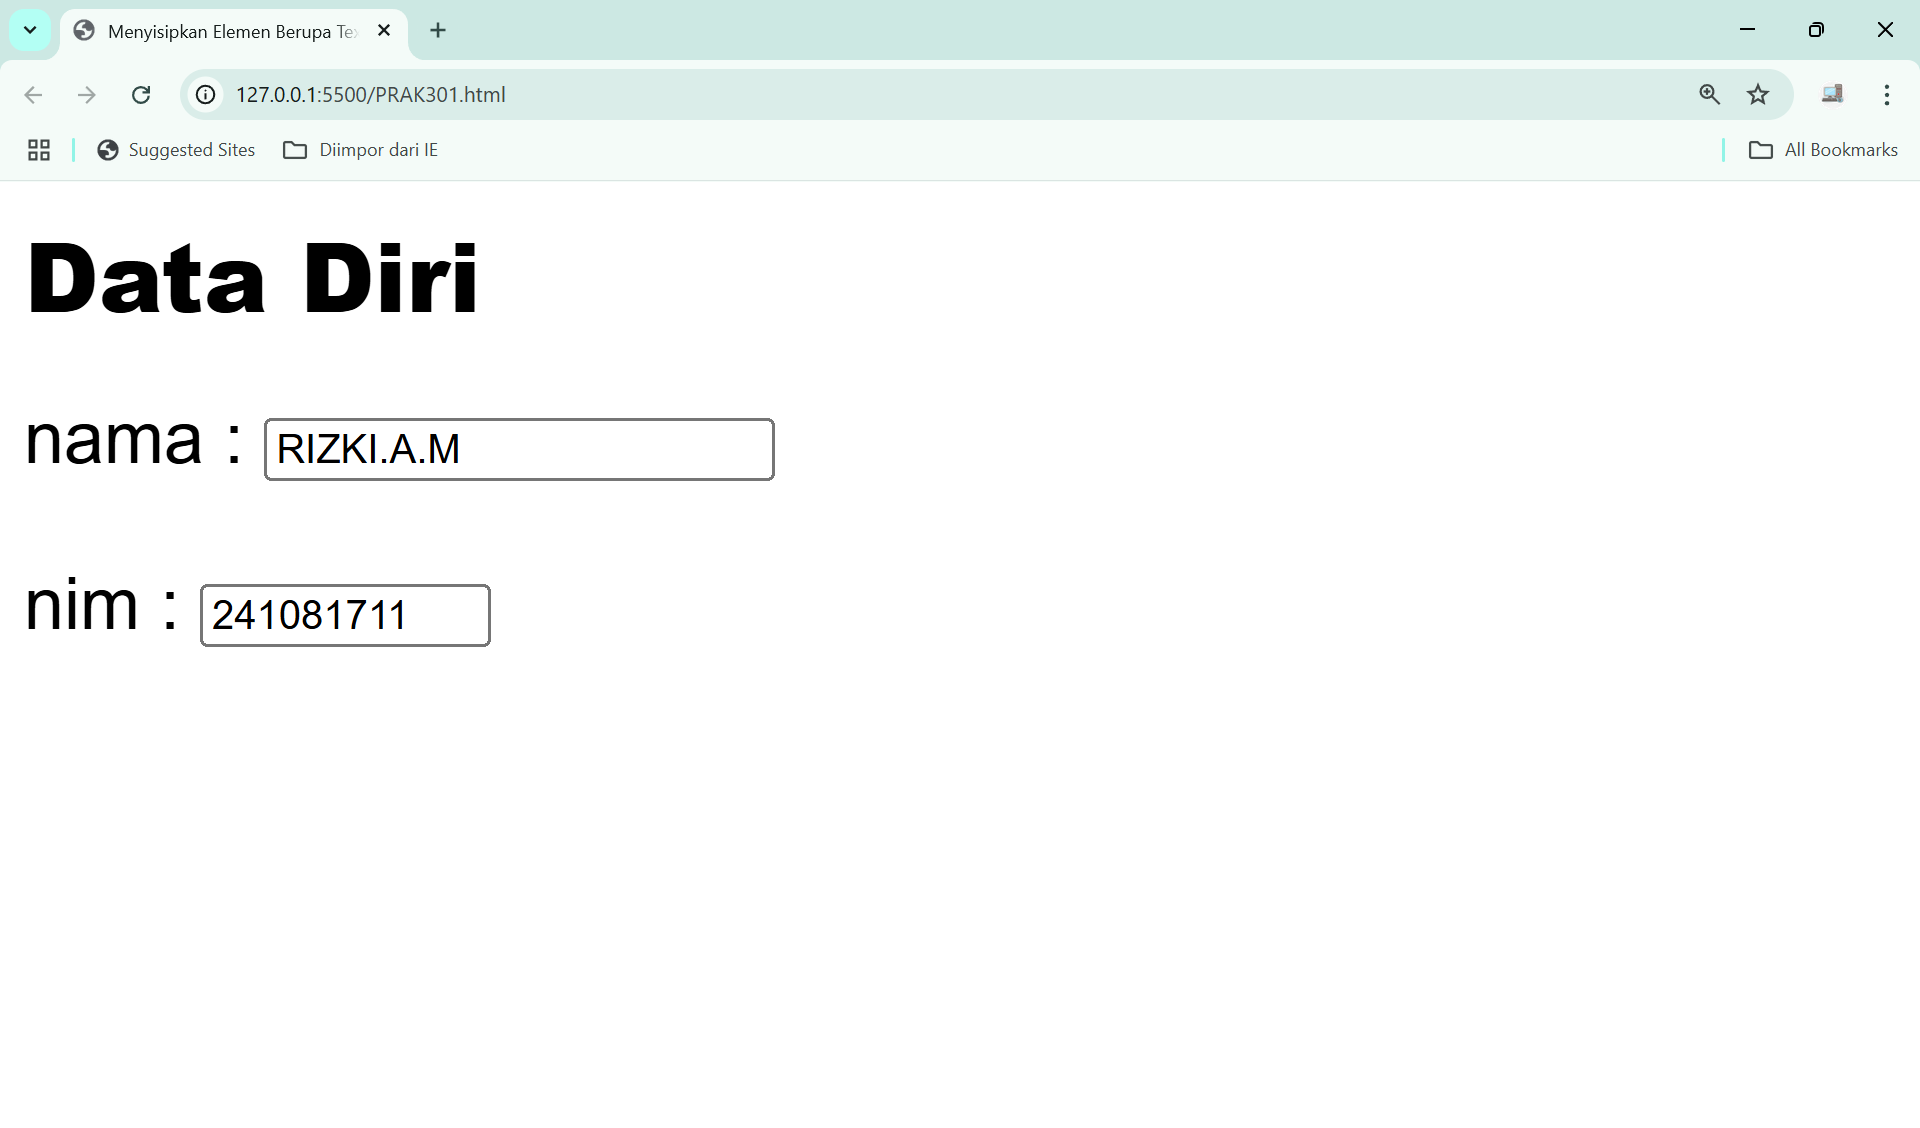 Menyisipkan Elemen Berupa Te
127.0.0.1:5500/PRAK301.html
Suggested Sites
Diimpor dari IE
All Bookmarks
Data Diri
nama : RIZKI.A.M
nim : 241081711